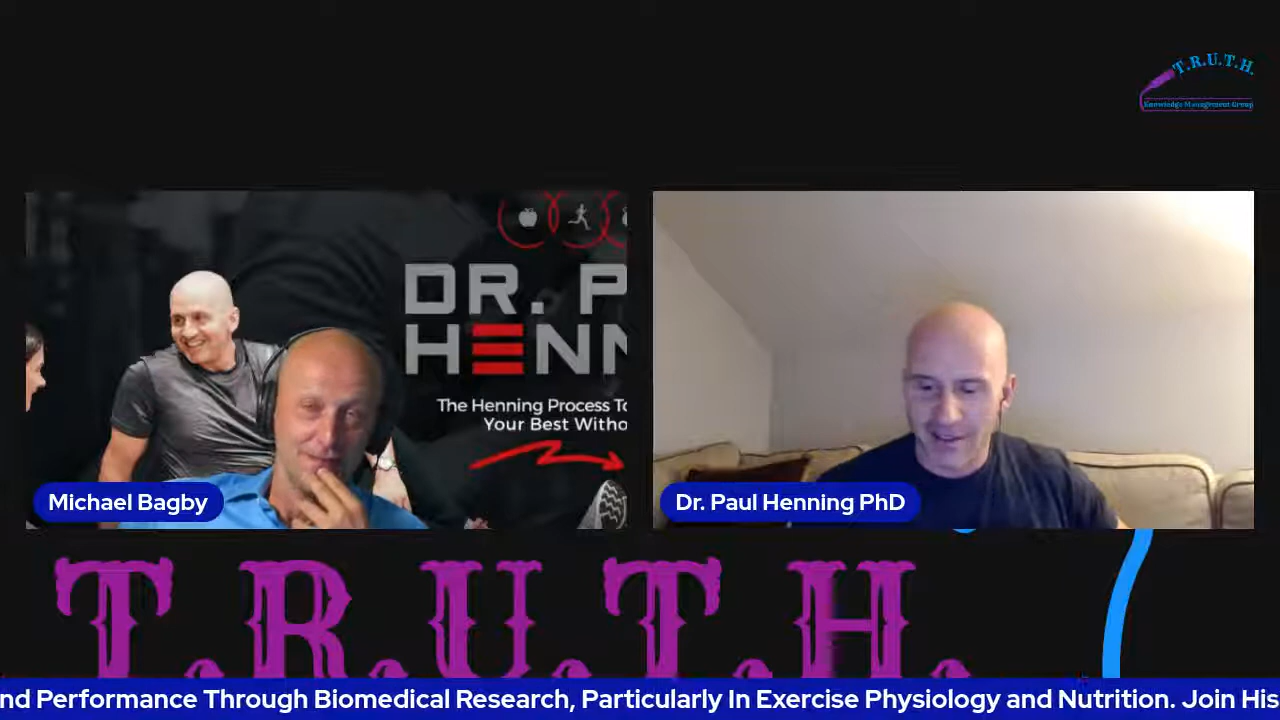 T.R.U.T.H.
Knowledge Management Group
DR. P
HENN
The Henning Process To
Your Best Witho
Michael Bagby
Dr. Paul Henning PhD
T.R.U.T.H.
nd Performance Through Biomedical Research, Particularly In Exercise Physiology and Nutrition. Join His